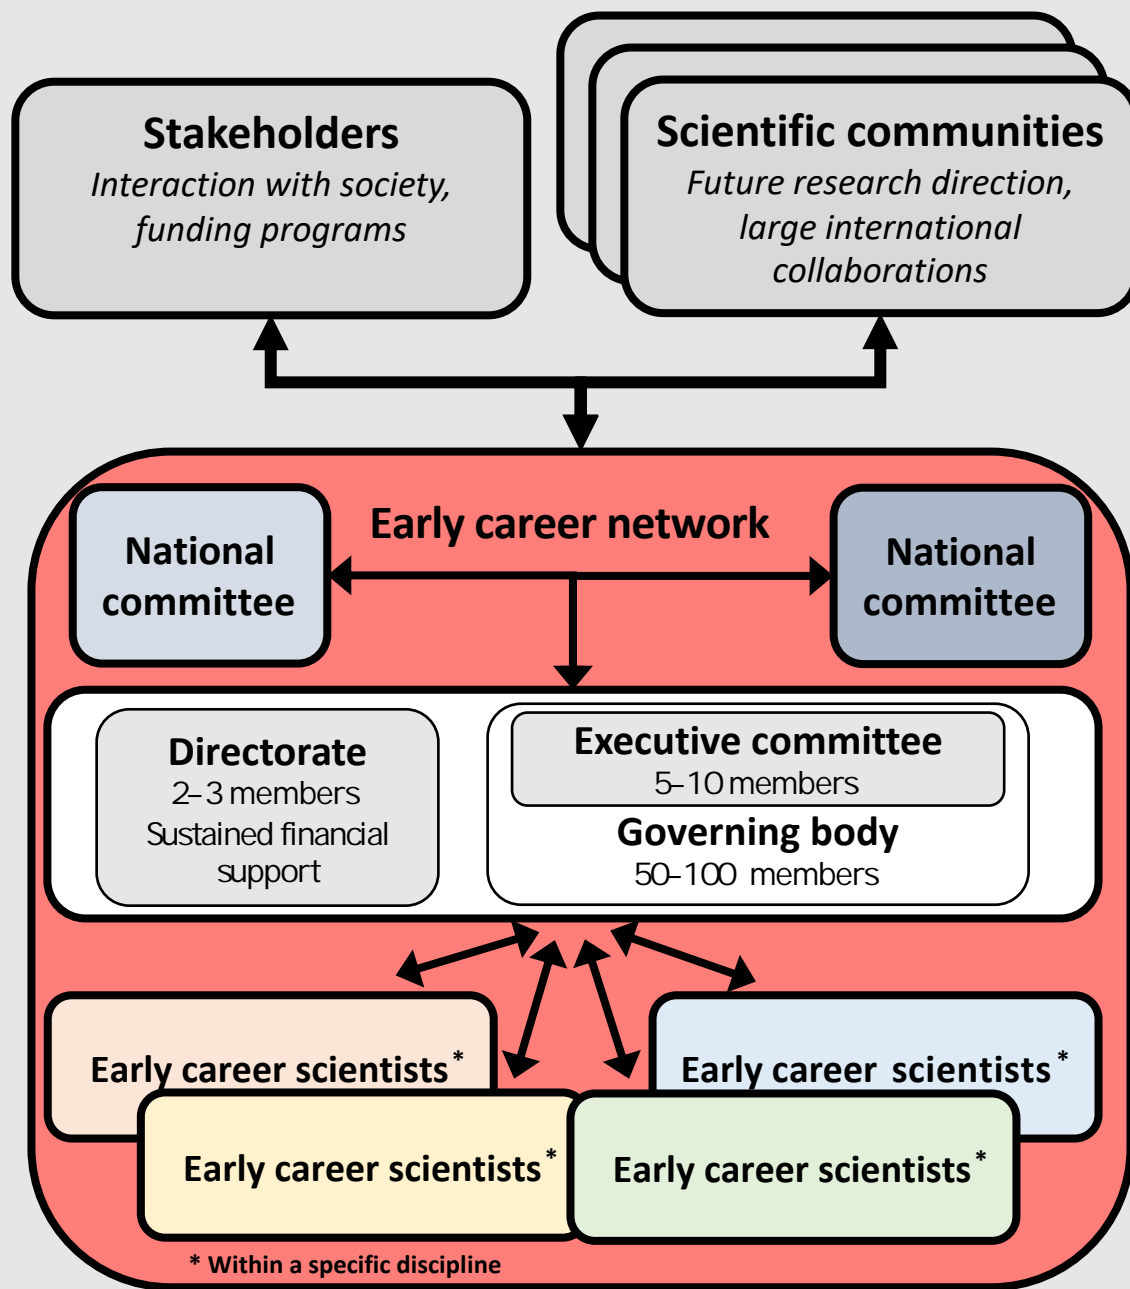 Stakeholders
Interaction with society,
funding programs
Scientific communities
Future research direction,
large international
collaborations
Early career network
National
committee
National
committee
Directorate
2–3 members
Sustained financial
support
Executive committee
5–10 members
Governing body
50–100 members
Early career scientists*
Early career scientists*
Early career scientists*
Early career scientists*
* Within a specific discipline